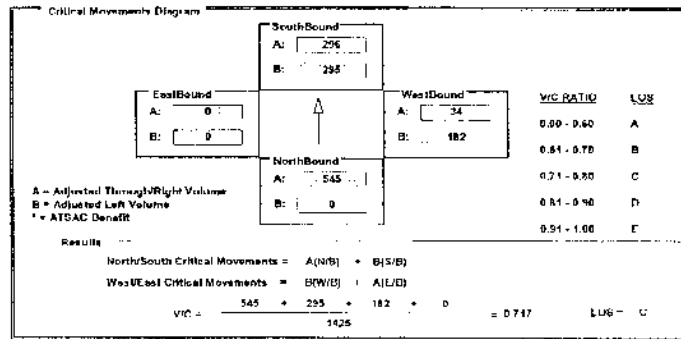 Critical Movements Diagram
SouthBound
A: 296
B: 295
EastBound
A: 0
B: 0
WestBound
A: 34
B: 182
V/C RATIO LOS
0.00 - 0.60 A
0.61 - 0.70 B
0.71 - 0.80 C
0.81 - 0.90 D
0.91 - 1.00 E
NorthBound
A: 545
B: 0
A = Adjusted Through/Right Volume
B = Adjusted Left Volume
* = ATSAC Benefit
Results
North/South Critical Movements = A(N/B) + B(S/B)
West/East Critical Movements = B(W/B) + A(E/B)
545 + 295 + 182 + 0
V/C = = 0.717 LOS = C
1425